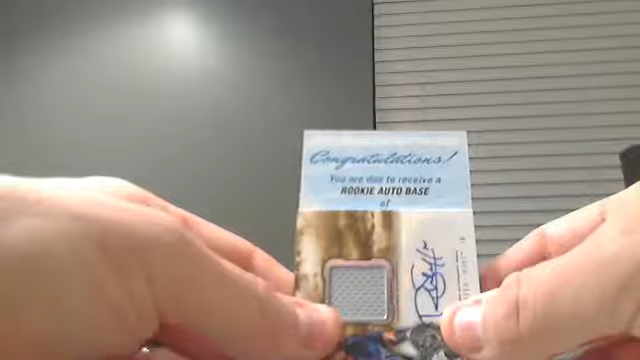 Congratulations!
You are due to receive a
ROOKIE AUTO BASE
of